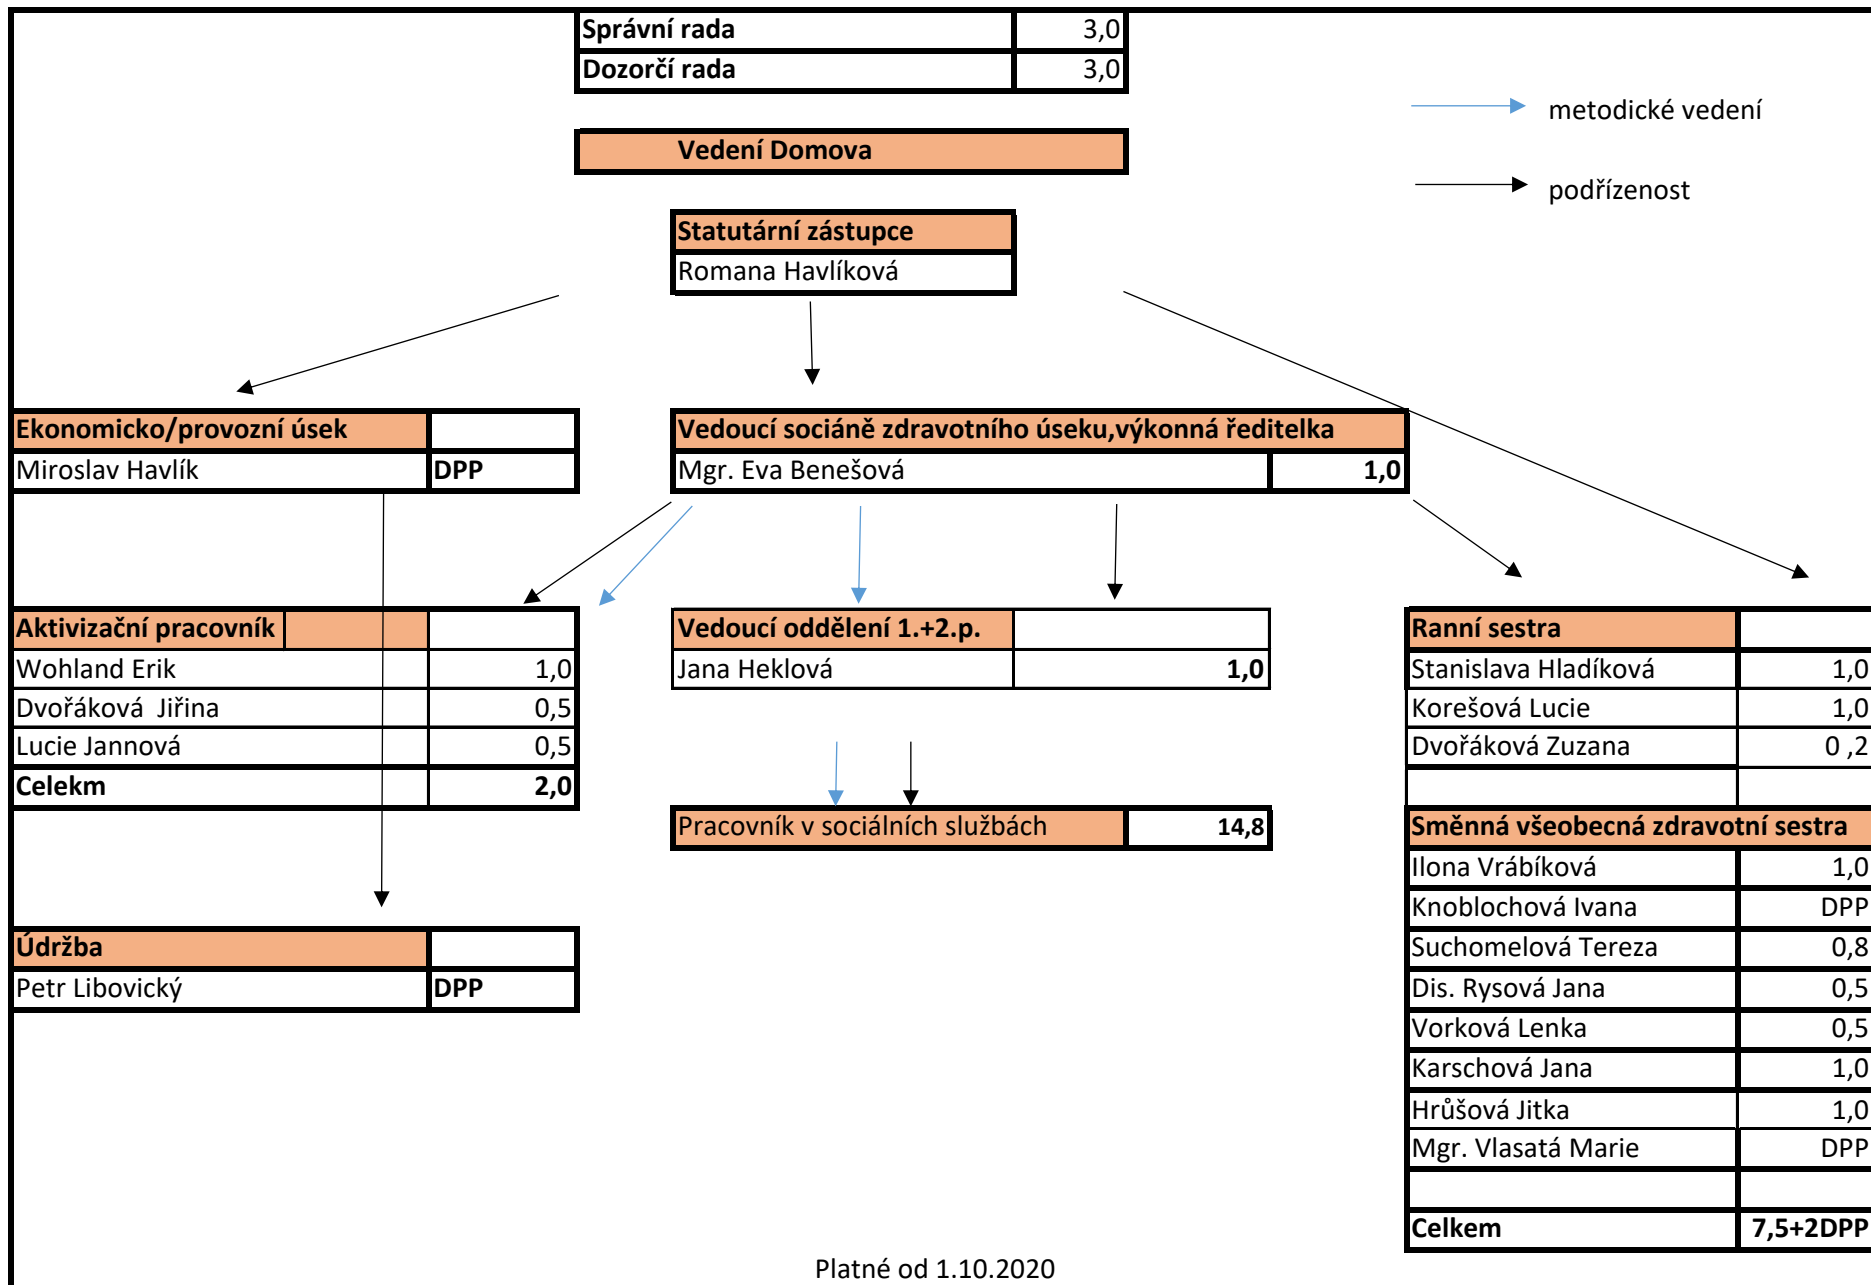 Správní rada 3,0
Dozorčí rada 3,0
metodické vedení
Vedení Domova
podřízenost
Statutární zástupce
Romana Havlíková
Ekonomicko/provozní úsek
Miroslav Havlík DPP
Vedoucí sociáně zdravotního úseku,výkonná ředitelka
Mgr. Eva Benešová 1,0
Aktivizační pracovník
Wohland Erik 1,0
Dvořáková  Jiřina 0,5
Lucie Jannová 0,5
Celekm 2,0
Vedoucí oddělení 1.+2.p.
Jana Heklová 1,0
Pracovník v sociálních službách 14,8
Ranní sestra
Stanislava Hladíková 1,0
Korešová Lucie 1,0
Dvořáková Zuzana 0 ,2
Směnná všeobecná zdravotní sestra
Ilona Vrábíková 1,0
Knoblochová Ivana DPP
Suchomelová Tereza 0,8
Dis. Rysová Jana 0,5
Vorková Lenka 0,5
Karschová Jana 1,0
Hrůšová Jitka 1,0
Mgr. Vlasatá Marie DPP
Celkem 7,5+2DPP
Údržba
Petr Libovický DPP
Platné od 1.10.2020